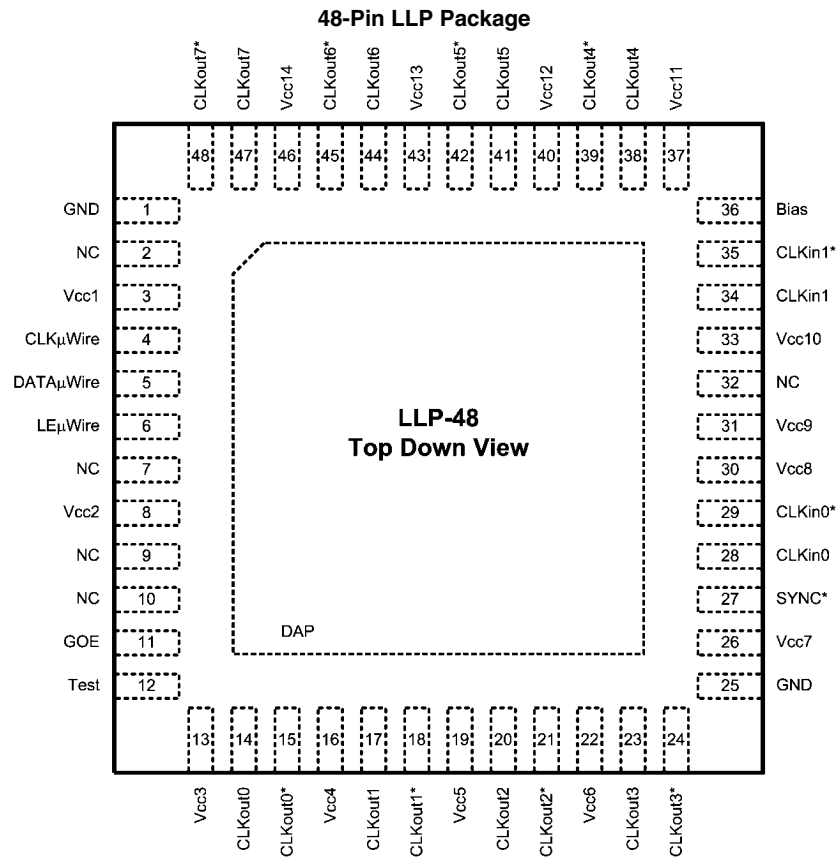 48-Pin LLP Package
CLKout7*
CLKout7
Vcc14
CLKout6*
CLKout6
Vcc13
CLKout5*
CLKout5
Vcc12
CLKout4*
CLKout4
Vcc11
48
47
46
45
44
43
42
41
40
39
38
37
GND 1
NC 2
Vcc1 3
CLKµWire 4
DATAµWire 5
LEµWire 6
NC 7
Vcc2 8
NC 9
NC 10
GOE 11
Test 12
36 Bias
35 CLKin1*
34 CLKin1
33 Vcc10
32 NC
31 Vcc9
30 Vcc8
29 CLKin0*
28 CLKin0
27 SYNC*
26 Vcc7
25 GND
LLP-48
Top Down View
DAP
13
14
15
16
17
18
19
20
21
22
23
24
Vcc3
CLKout0
CLKout0*
Vcc4
CLKout1
CLKout1*
Vcc5
CLKout2
CLKout2*
Vcc6
CLKout3
CLKout3*